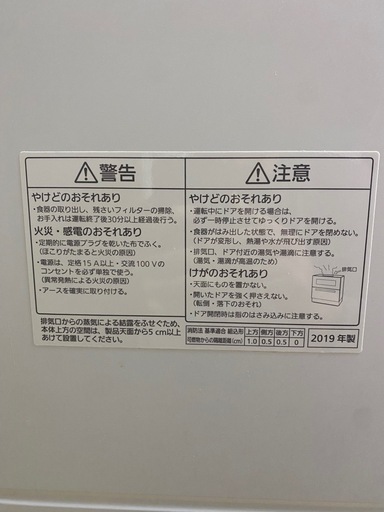 ⚠警告
やけどのおそれあり
・食器の取り出し、残さいフィルターの掃除、
お手入れは運転終了後30分以上経過後行う。
火災・感電のおそれあり
・定期的に電源プラグを乾いた布でふく。
(ほこりがたまると火災の原因)
・電源は、定格15A以上・交流100Vの
コンセントを必ず単独で使う。
(異常発熱による火災の原因)
・アースを確実に取り付ける。
排気口からの蒸気による結露をふせぐため、
本体上方の空間は、製品天面から5cm以上
あけて設置してください。
⚠注意
やけどのおそれあり
・運転中にドアを開ける場合は、
必ず一時停止させてゆっくりドアを開ける。
・食器がはみ出した状態で、無理にドアを閉めない。
(ドアが変形し、熱湯や水が飛び出す原因)
・排気口、ドア付近の湯気や湯滴に注意する。
(湯気・湯滴が高温のため)
けがのおそれあり
・天面にものを置かない。
・開いたドアを強く押さえない。
(転倒・落下のおそれ)
・ドア開閉時は指のはさみ込みに注意する。
排気口
消防法 基準適合 組込形 上方 側方 後方 下方
可燃物からの離隔距離(cm) 1.0 0.5 0.5 0
2019年製